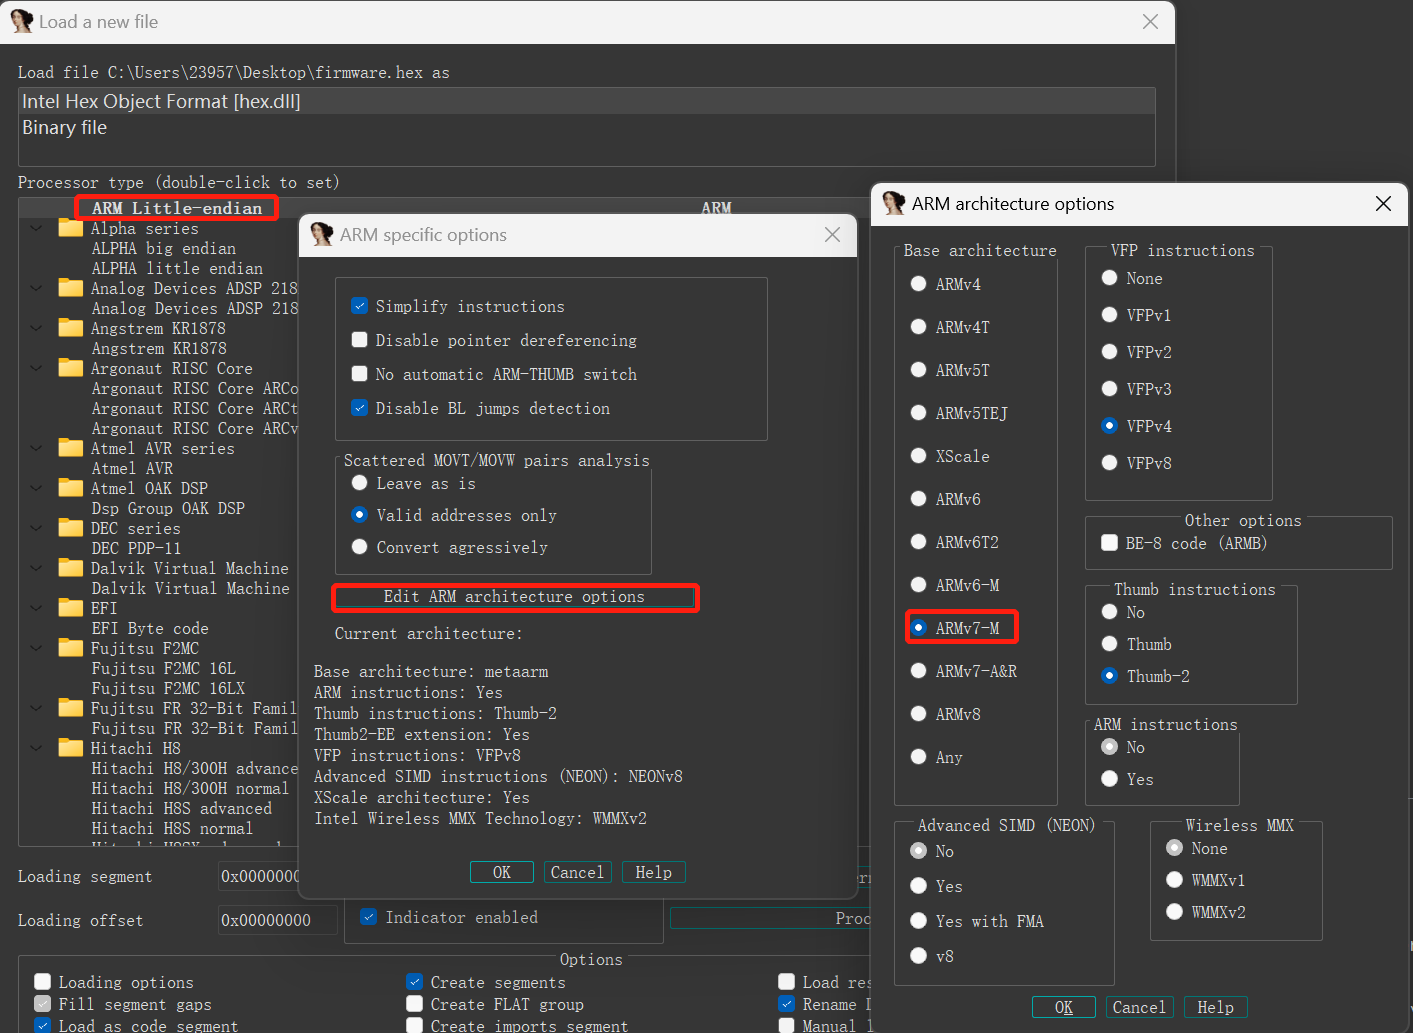 Load a new file
Load file C:\Users\23957\Desktop\firmware.hex as
Intel Hex Object Format [hex.dll]
Binary file
Processor type (double-click to set)
ARM Little-endian
ARM
Alpha series
ALPHA big endian
ALPHA little endian
Analog Devices ADSP 218
Analog Devices ADSP 218
Angstrem KR1878
Angstrem KR1878
Argonaut RISC Core
Argonaut RISC Core ARCo
Argonaut RISC Core ARCt
Argonaut RISC Core ARCv
Atmel AVR series
Atmel AVR
Atmel OAK DSP
Dsp Group OAK DSP
DEC series
DEC PDP-11
Dalvik Virtual Machine
Dalvik Virtual Machine
EFI
EFI Byte code
Fujitsu F2MC
Fujitsu F2MC 16L
Fujitsu F2MC 16LX
Fujitsu FR 32-Bit Famil
Fujitsu FR 32-Bit Famil
Hitachi H8
Hitachi H8/300H advance
Hitachi H8/300H normal
Hitachi H8S advanced
Hitachi H8S normal
Loading segment
0x0000000
Loading offset
0x00000000
Indicator enabled
Proc
Options
Loading options
Fill segment gaps
Load as code segment
Create segments
Create FLAT group
Create imports segment
Load res
Rename
Manual l
ARM specific options
Simplify instructions
Disable pointer dereferencing
No automatic ARM-THUMB switch
Disable BL jumps detection
Scattered MOVT/MOVW pairs analysis
Leave as is
Valid addresses only
Convert agressively
Edit ARM architecture options
Current architecture:
Base architecture: metaarm
ARM instructions: Yes
Thumb instructions: Thumb-2
Thumb2-EE extension: Yes
VFP instructions: VFPv8
Advanced SIMD instructions (NEON): NEONv8
XScale architecture: Yes
Intel Wireless MMX Technology: WMMXv2
OK
Cancel
Help
ARM architecture options
Base architecture
ARMv4
ARMv4T
ARMv5T
ARMv5TEJ
XScale
ARMv6
ARMv6T2
ARMv6-M
ARMv7-M
ARMv7-A&R
ARMv8
Any
VFP instructions
None
VFPv1
VFPv2
VFPv3
VFPv4
VFPv8
Other options
BE-8 code (ARMB)
Thumb instructions
No
Thumb
Thumb-2
ARM instructions
No
Yes
Advanced SIMD (NEON)
No
Yes
Yes with FMA
v8
Wireless MMX
None
WMMXv1
WMMXv2
OK
Cancel
Help